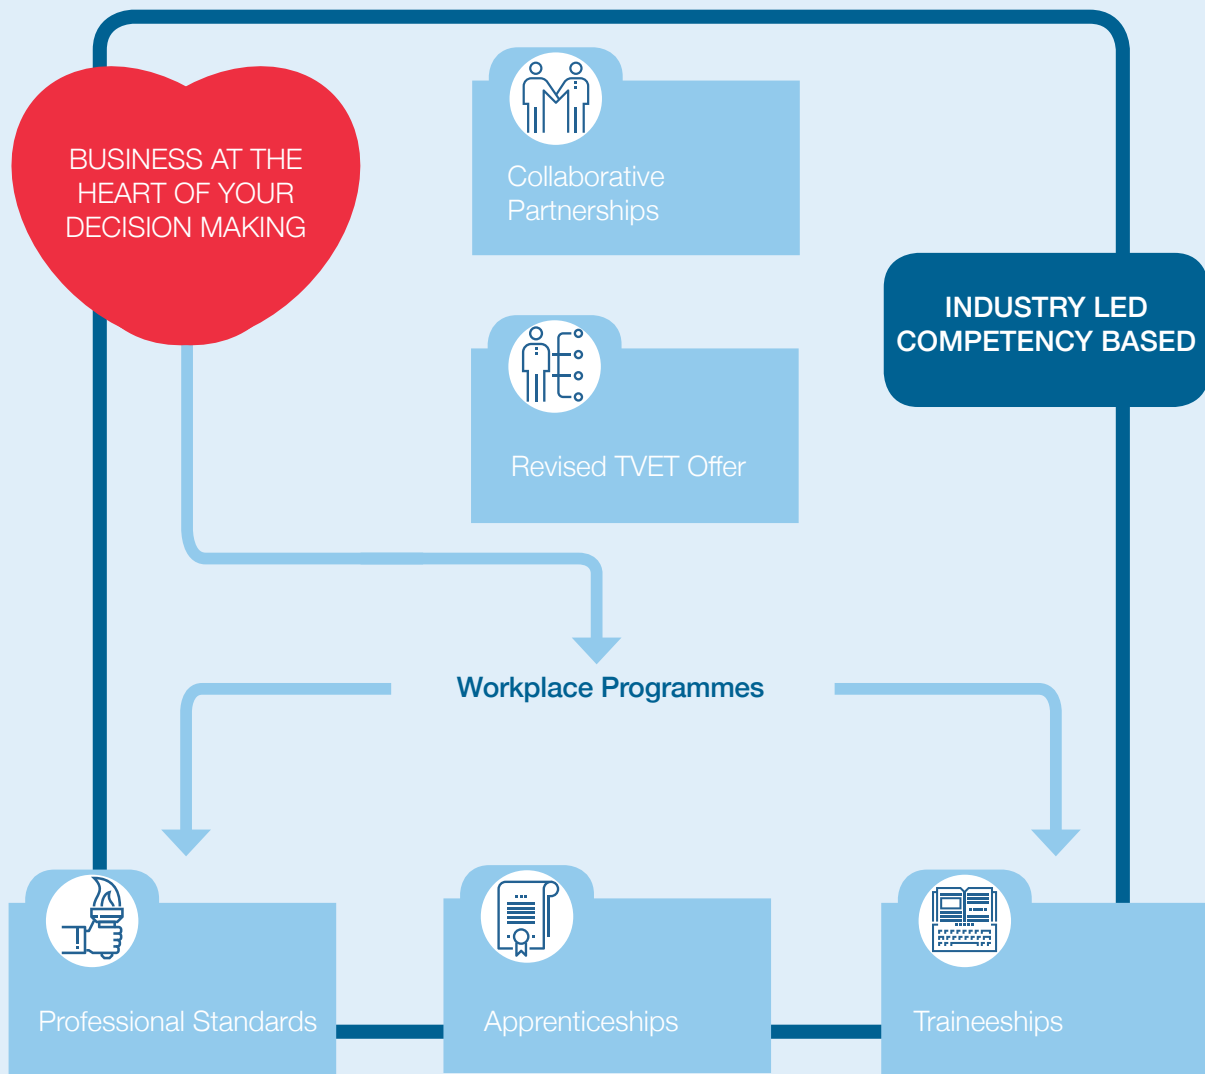 BUSINESS AT THE
HEART OF YOUR
DECISION MAKING
Collaborative
Partnerships
INDUSTRY LED
COMPETENCY BASED
Revised TVET Offer
Workplace Programmes
Professional Standards
Apprenticeships
Traineeships